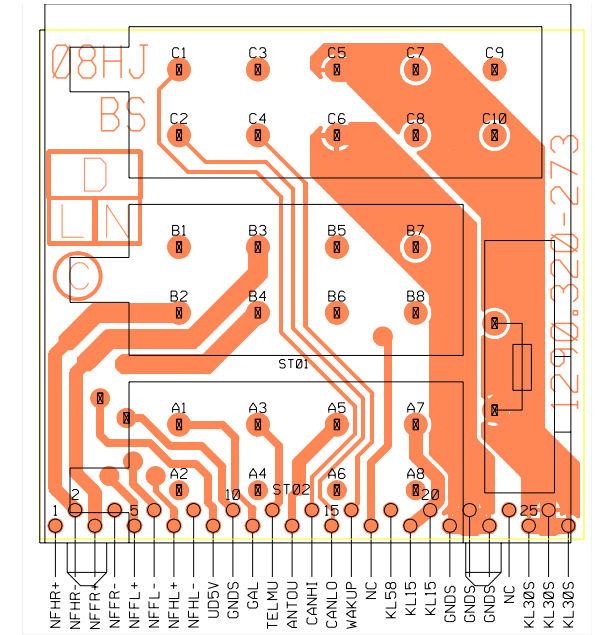 C1 C3 C5 C7 C9
Ø8HJ
BS
C2 C4 C6 C8 C10
D
L N
C
1290.320-273
B1 B3 B5 B7
B2 B4 B6 B8
STØ1
A1 A3 A5 A7
A2 A4 A6 A8
STØ2
1 2 5 10 15 20 25
NFHR+
NFHR-
NFFR+
NFFR-
NFFL+
NFFL-
NFHL+
NFHL-
UD5V
GNDS
GAL
TELMU
ANTOU
CANHI
CANLO
WAKUP
NC
KL58
KL15
KL15
GNDS
GNDS
GNDS
NC
KL30S
KL30S
KL30S